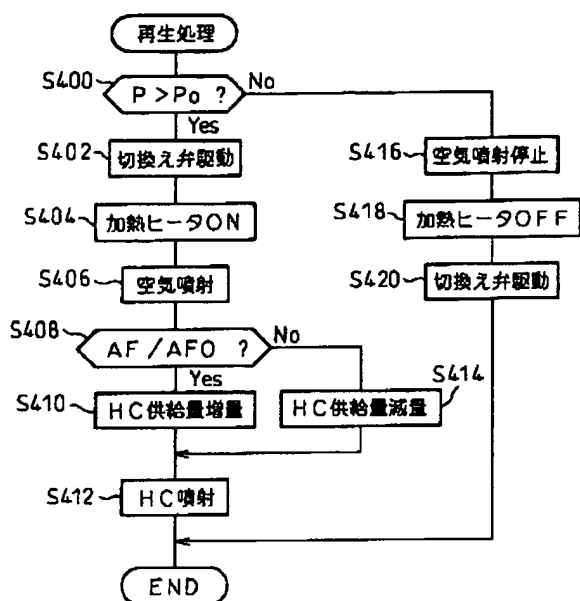 再生処理
S400
P>Po ?
No
Yes
S402
切換え弁駆動
S404
加熱ヒータON
S406
空気噴射
S408
AF/AFO ?
No
Yes
S410
HC供給量増量
S414
HC供給量減量
S412
HC噴射
S416
空気噴射停止
S418
加熱ヒータOFF
S420
切換え弁駆動
END